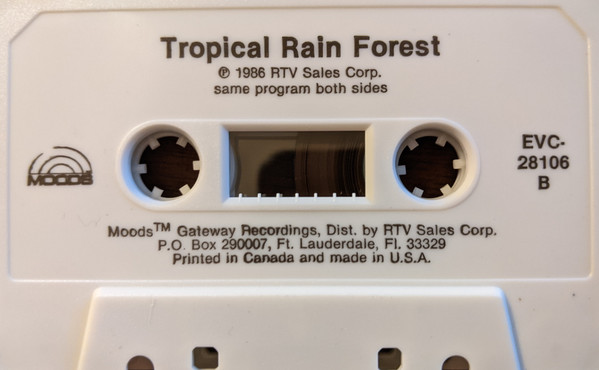 Tropical Rain Forest
℗ 1986 RTV Sales Corp.
same program both sides
MOODS
EVC-
28106
B
Moods™ Gateway Recordings, Dist. by RTV Sales Corp.
P.O. Box 290007, Ft. Lauderdale, Fl. 33329
Printed in Canada and made in U.S.A.